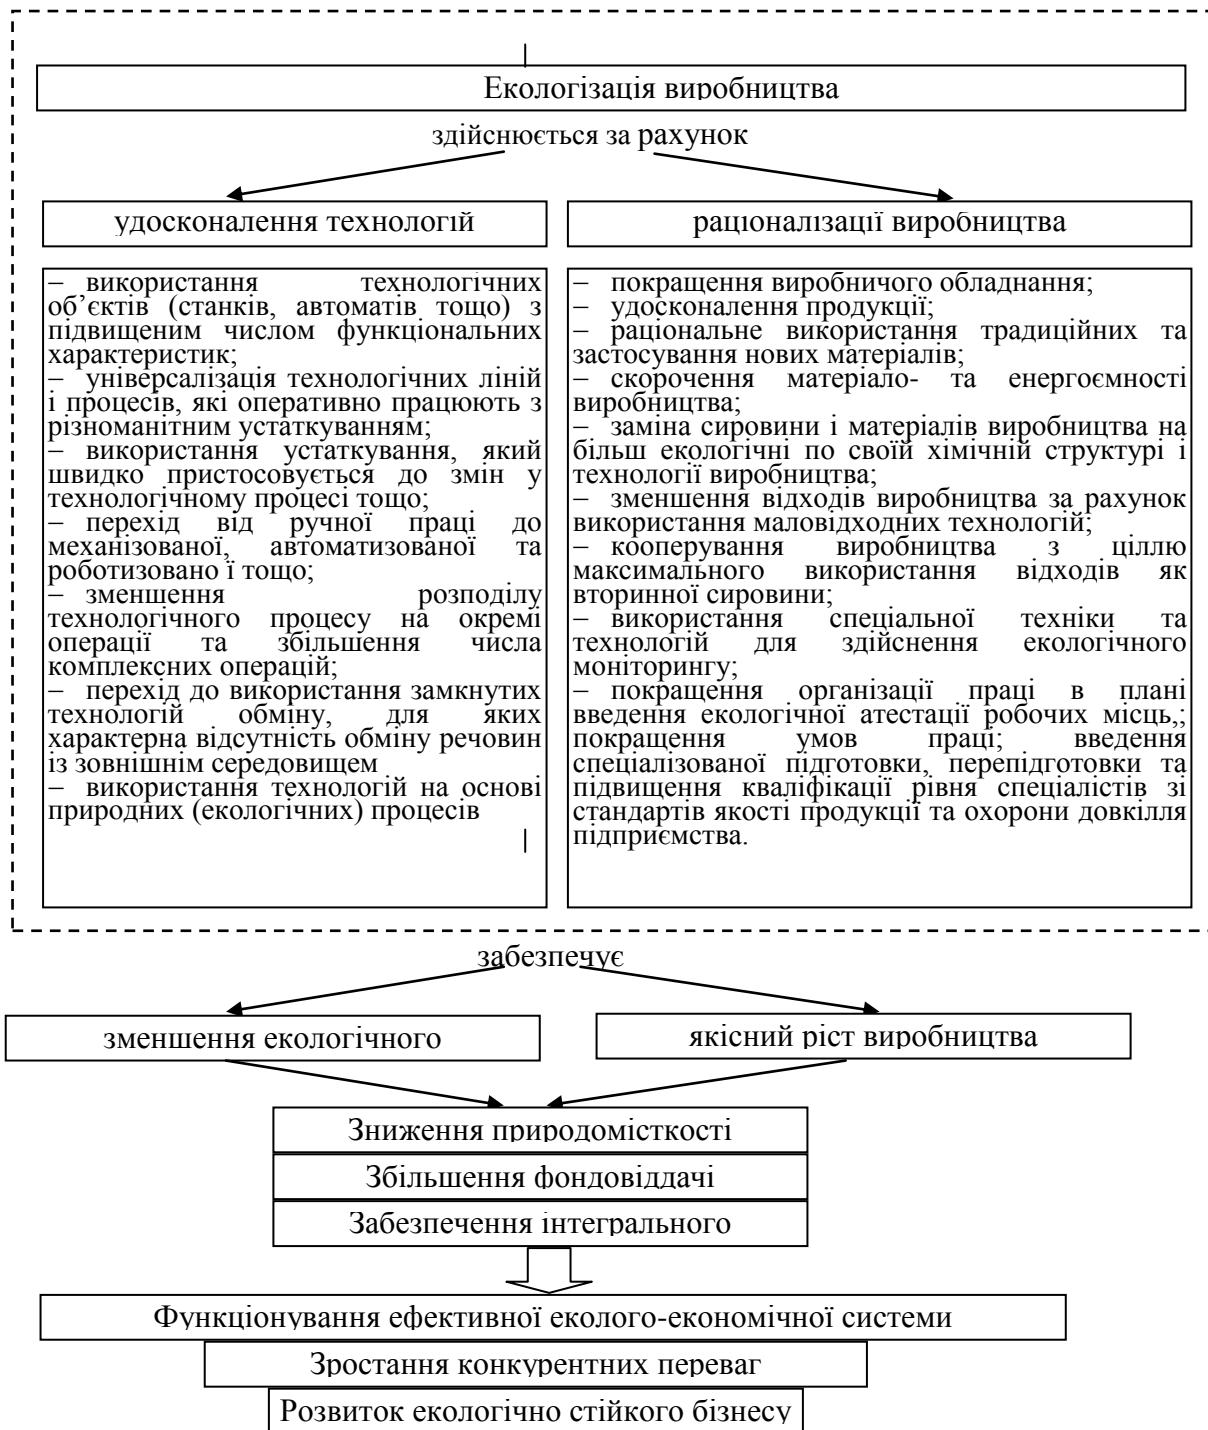 Екологізація виробництва
здійснюється за рахунок
удосконалення технологій
раціоналізації виробництва
– використання технологічних
об’єктів (станків, автоматів тощо) з
підвищеним числом функціональних
характеристик;
– універсалізація технологічних ліній
і процесів, які оперативно працюють з
різноманітним устаткуванням;
– використання устаткування, який
швидко пристосовується до змін у
технологічному процесі тощо;
– перехід від ручної праці до
механізованої, автоматизованої та
роботизовано ї тощо;
– зменшення розподілу
технологічного процесу на окремі
операції та збільшення числа
комплексних операцій;
– перехід до використання замкнутих
технологій обміну, для яких
характерна відсутність обміну речовин
із зовнішнім середовищем
– використання технологій на основі
природних (екологічних) процесів
– покращення виробничого обладнання;
– удосконалення продукції;
– раціональне використання традиційних та
застосування нових матеріалів;
– скорочення матеріало- та енергоємності
виробництва;
– заміна сировини і матеріалів виробництва на
більш екологічні по своїй хімічній структурі і
технології виробництва;
– зменшення відходів виробництва за рахунок
використання маловідходних технологій;
– кооперування виробництва з ціллю
максимального використання відходів як
вторинної сировини;
– використання спеціальної техніки та
технологій для здійснення екологічного
моніторингу;
– покращення організації праці в плані
введення екологічної атестації робочих місць,;
покращення умов праці; введення
спеціалізованої підготовки, перепідготовки та
підвищення кваліфікації рівня спеціалістів зі
стандартів якості продукції та охорони довкілля
підприємства.
забезпечує
зменшення екологічного
якісний ріст виробництва
Зниження природомісткості
Збільшення фондовіддачі
Забезпечення інтегрального
Функціонування ефективної еколого-економічної системи
Зростання конкурентних переваг
Розвиток екологічно стійкого бізнесу